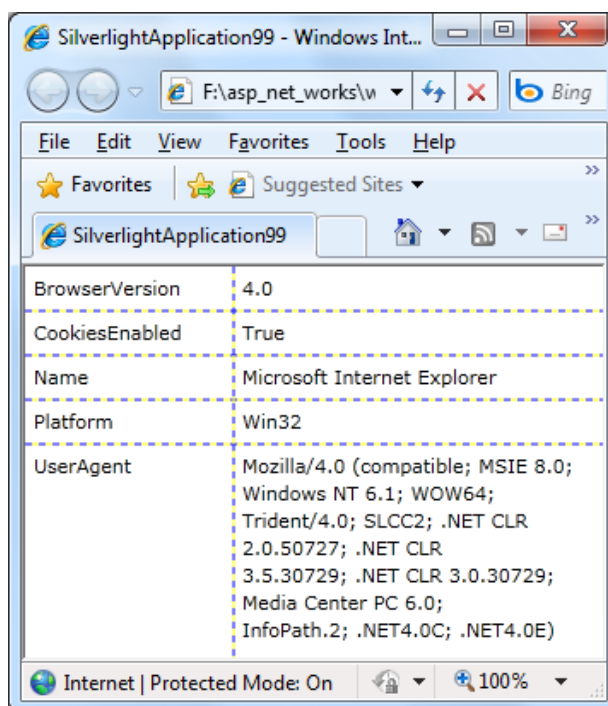 SilverlightApplication99 - Windows Int...
F:\asp_net_works\w
Bing
File Edit View Favorites Tools Help
Favorites Suggested Sites
SilverlightApplication99
BrowserVersion 4.0
CookiesEnabled True
Name Microsoft Internet Explorer
Platform Win32
UserAgent Mozilla/4.0 (compatible; MSIE 8.0;
Windows NT 6.1; WOW64;
Trident/4.0; SLCC2; .NET CLR
2.0.50727; .NET CLR
3.5.30729; .NET CLR 3.0.30729;
Media Center PC 6.0;
InfoPath.2; .NET4.0C; .NET4.0E)
Internet | Protected Mode: On 100%